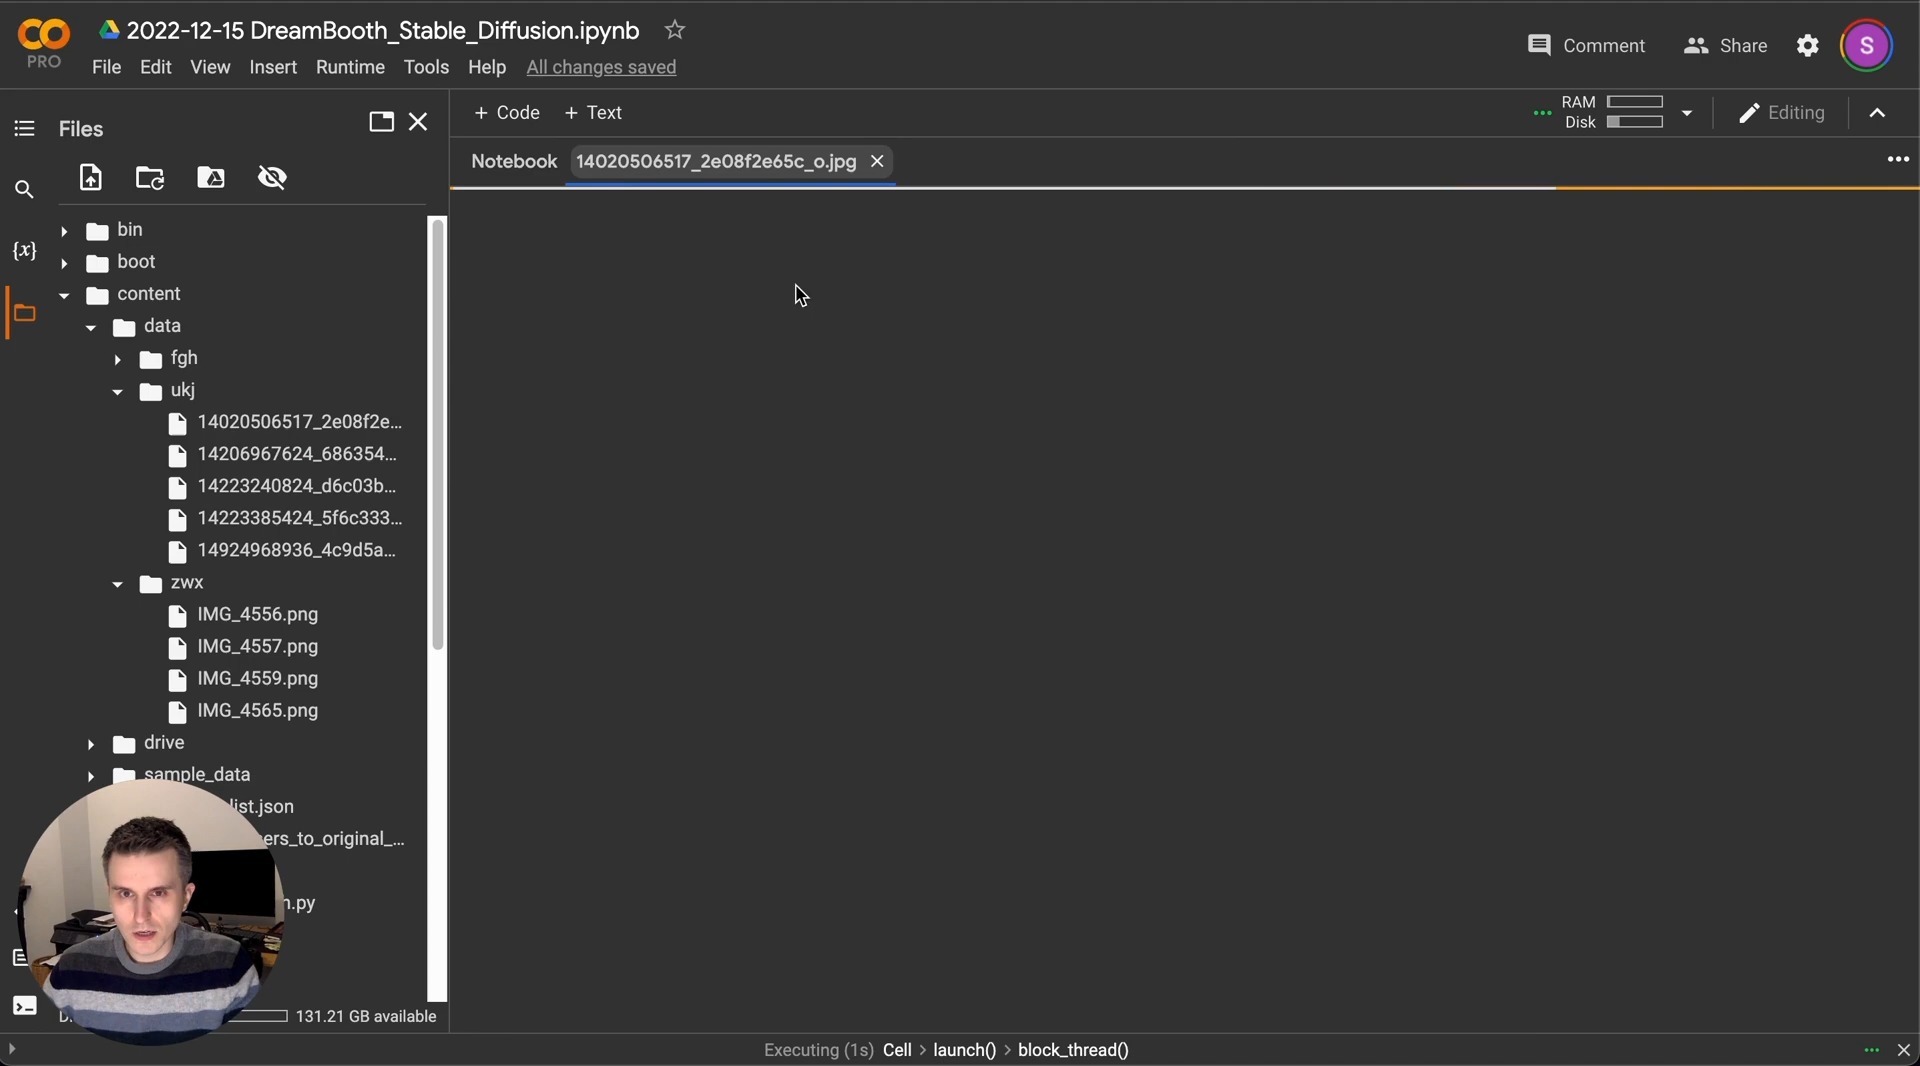 2022-12-15 DreamBooth_Stable_Diffusion.ipynb
PRO
File Edit View Insert Runtime Tools Help All changes saved
Comment Share S
Files
+ Code + Text
RAM
Disk
Editing
Notebook 14020506517_2e08f2e65c_o.jpg
{x}
bin
boot
content
data
fgh
ukj
14020506517_2e08f2e...
14206967624_686354...
14223240824_d6c03b...
14223385424_5f6c333...
14924968936_4c9d5a...
zwx
IMG_4556.png
IMG_4557.png
IMG_4559.png
IMG_4565.png
drive
sample_data
list.json
ers_to_original_...
n.py
131.21 GB available
Executing (1s) Cell > launch() > block_thread()